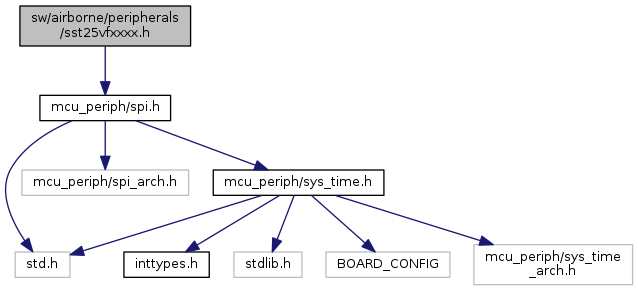 sw/airborne/peripherals
/sst25vfxxxx.h
mcu_periph/spi.h
mcu_periph/spi_arch.h
mcu_periph/sys_time.h
std.h
inttypes.h
stdlib.h
BOARD_CONFIG
mcu_periph/sys_time
_arch.h